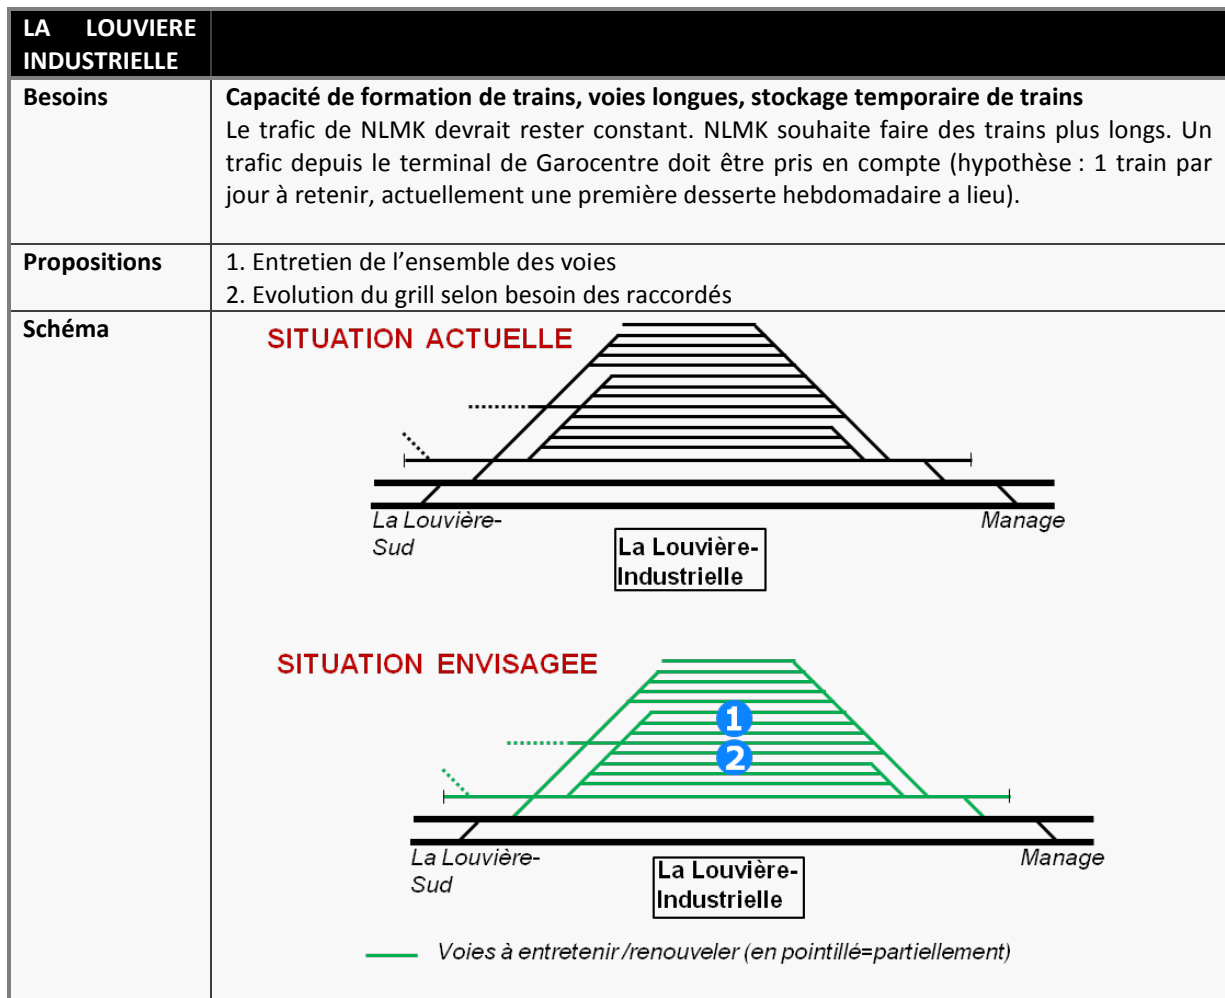 LA LOUVIERE
INDUSTRIELLE
Besoins
Capacité de formation de trains, voies longues, stockage temporaire de trains
Le trafic de NLMK devrait rester constant. NLMK souhaite faire des trains plus longs. Un
trafic depuis le terminal de Garocentre doit être pris en compte (hypothèse : 1 train par
jour à retenir, actuellement une première desserte hebdomadaire a lieu).
Propositions
1. Entretien de l’ensemble des voies
2. Evolution du grill selon besoin des raccordés
Schéma
SITUATION ACTUELLE
La Louvière-
Sud
Manage
La Louvière-
Industrielle
SITUATION ENVISAGEE
1
2
La Louvière-
Sud
Manage
La Louvière-
Industrielle
Voies à entretenir/renouveler (en pointillé=partiellement)